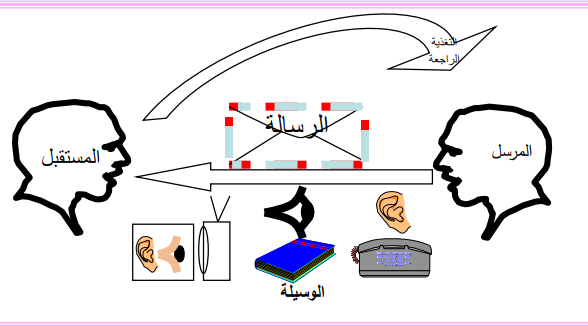 التغذية
الراجعة
الرسالة
المرسل
المستقبل
الوسيلة